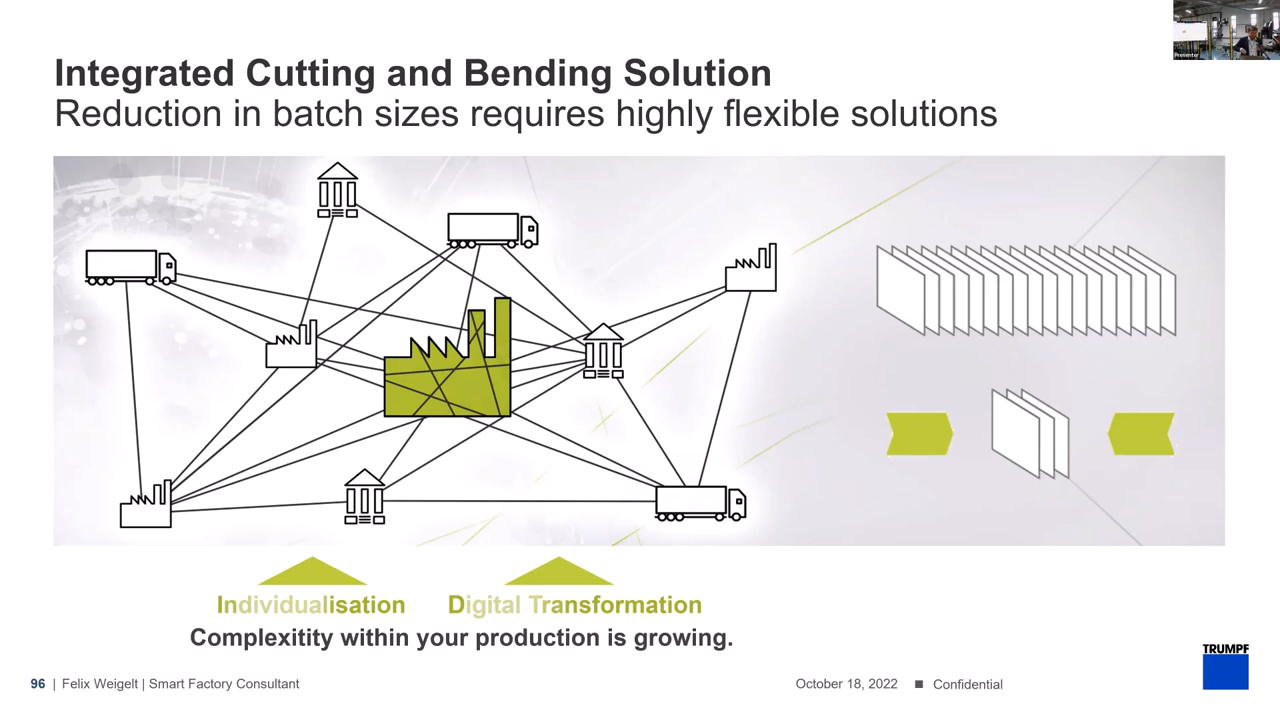 Presenter
Integrated Cutting and Bending Solution
Reduction in batch sizes requires highly flexible solutions
Individualisation
Digital Transformation
Complexitity within your production is growing.
96 | Felix Weigelt | Smart Factory Consultant
October 18, 2022
Confidential
TRUMPF